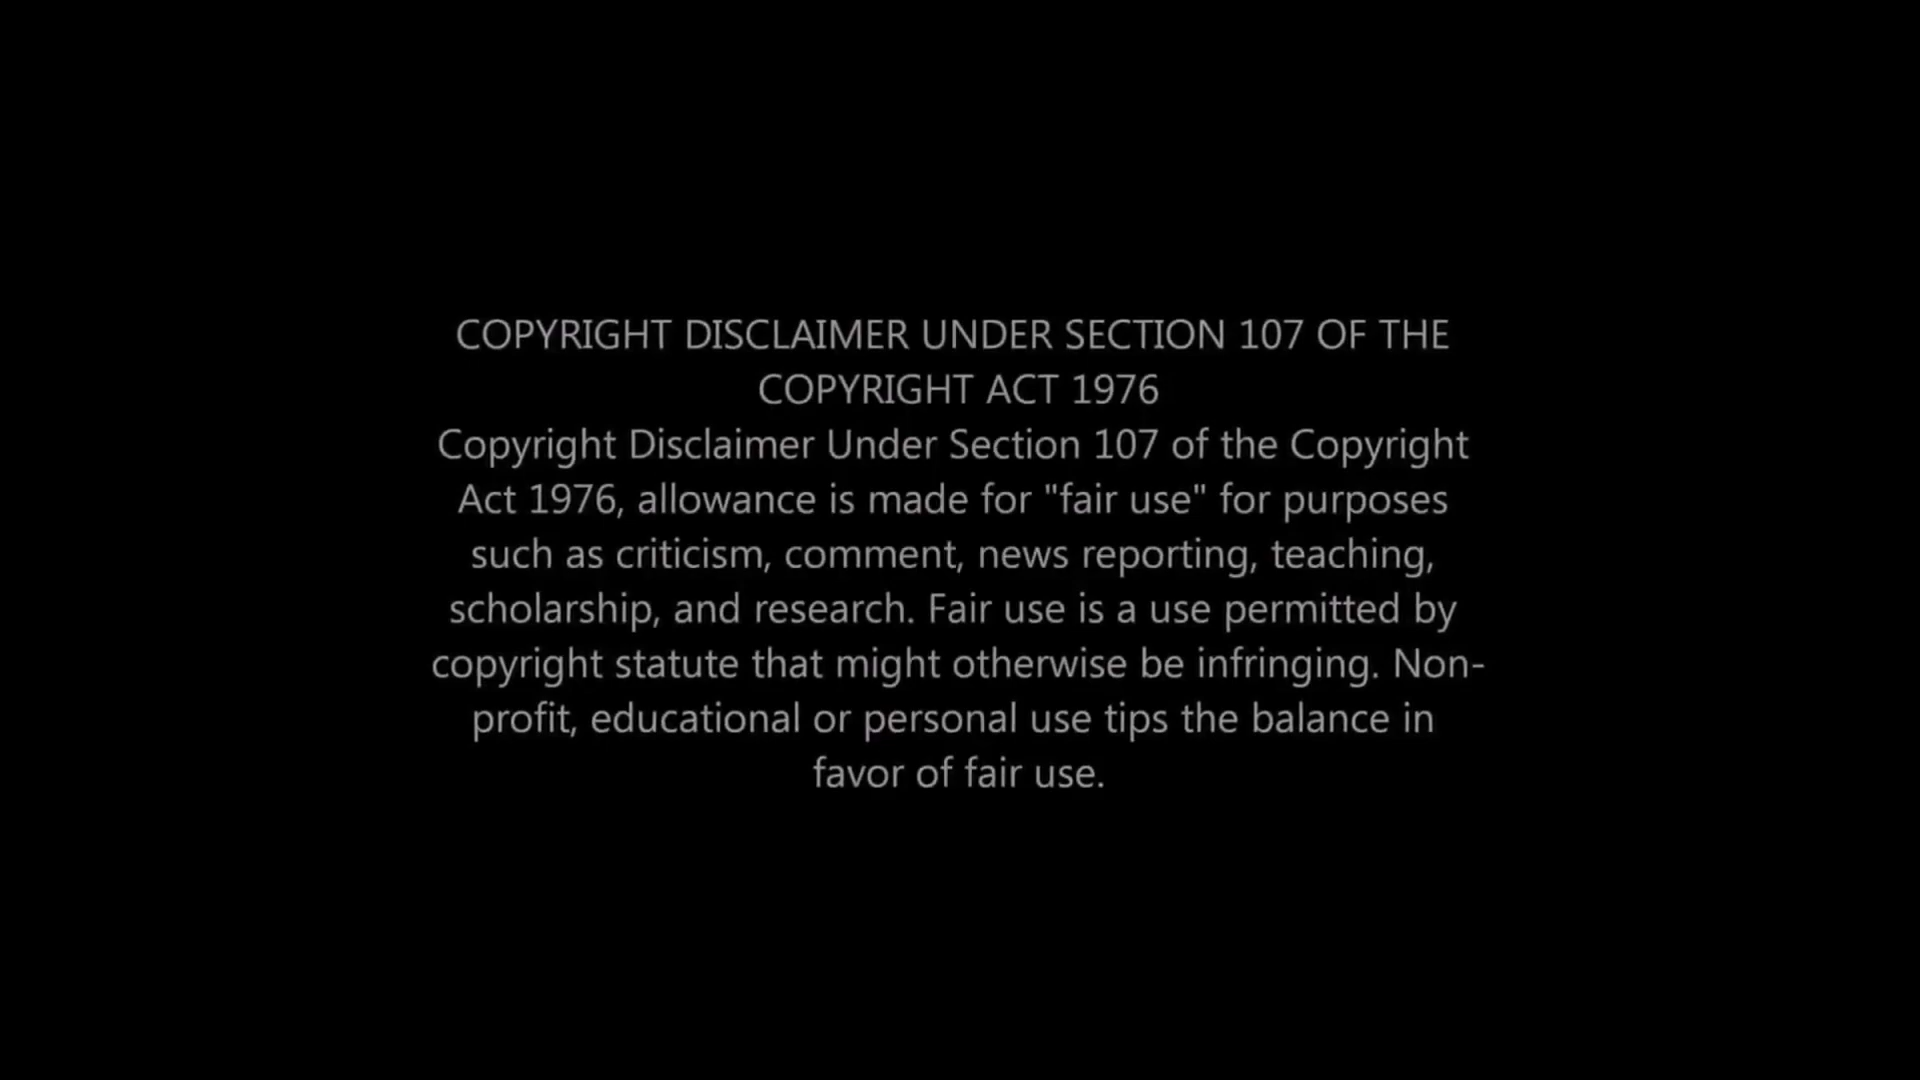 COPYRIGHT DISCLAIMER UNDER SECTION 107 OF THE
COPYRIGHT ACT 1976
Copyright Disclaimer Under Section 107 of the Copyright
Act 1976, allowance is made for "fair use" for purposes
such as criticism, comment, news reporting, teaching,
scholarship, and research. Fair use is a use permitted by
copyright statute that might otherwise be infringing. Non-
profit, educational or personal use tips the balance in
favor of fair use.